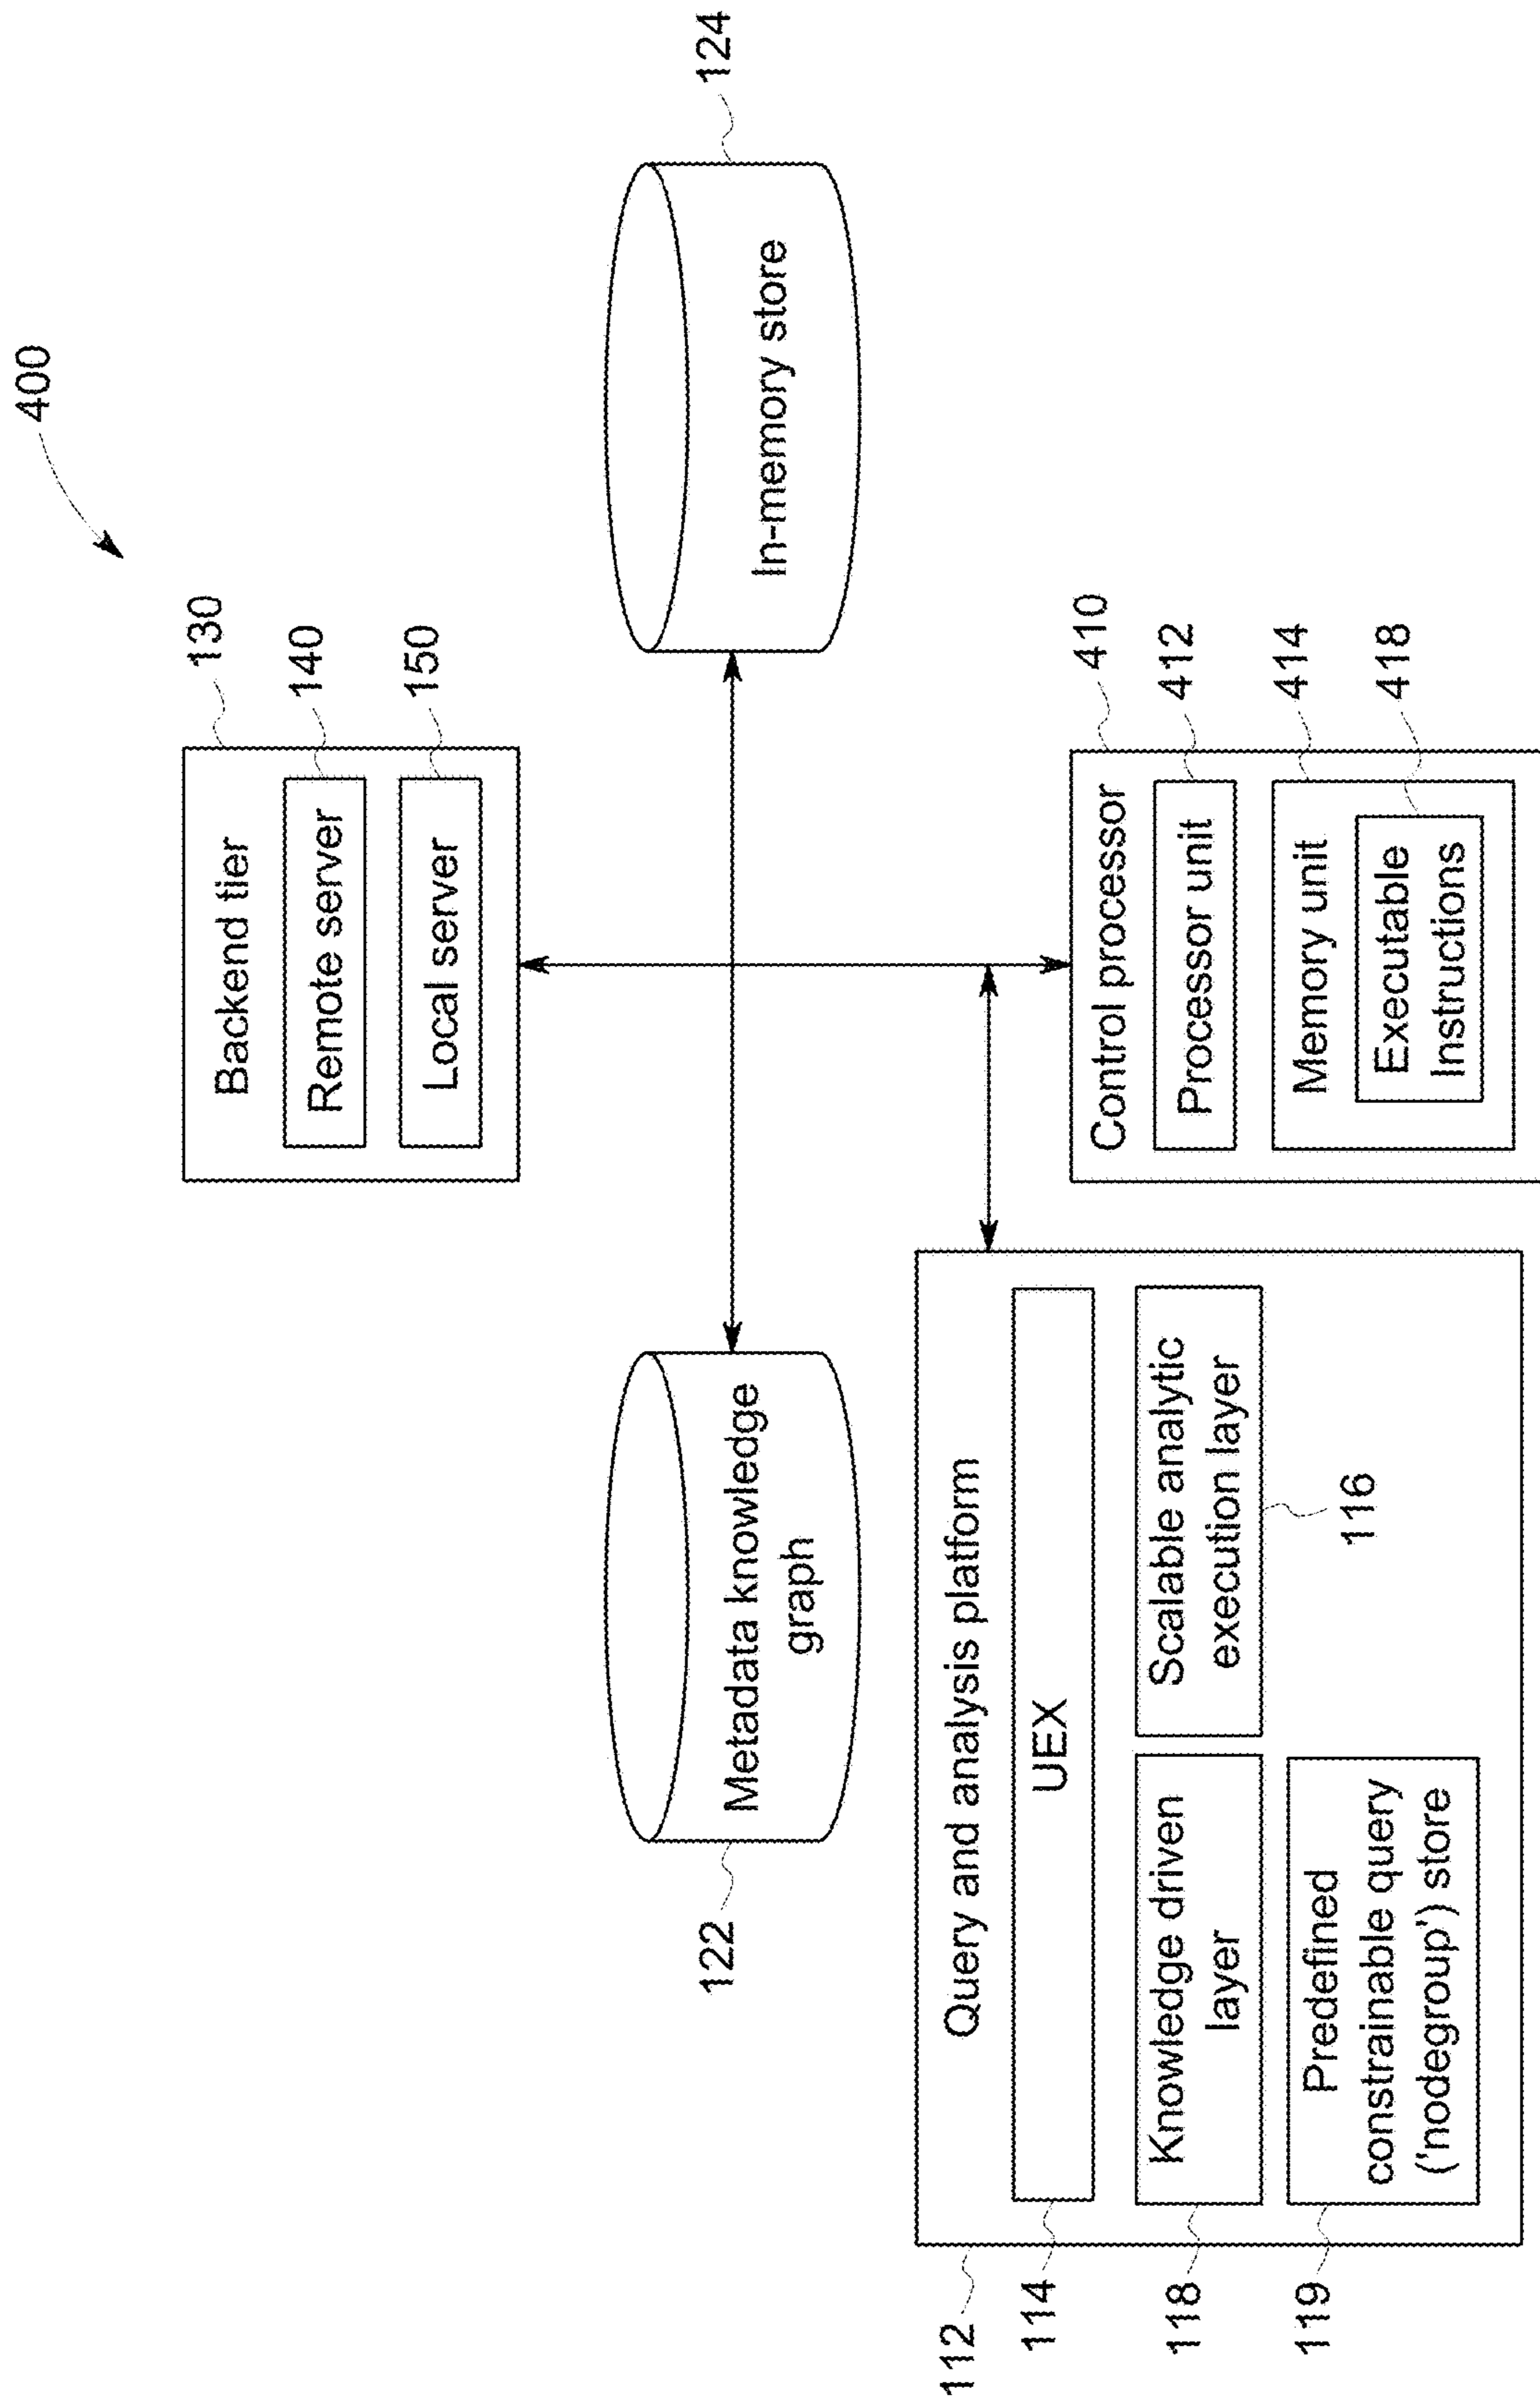 400
Backend tier
130
Remote server
140
Local server
150
Metadata knowledge
graph
122
In-memory store
124
Query and analysis platform
112
UEX
114
Knowledge driven
layer
118
Scalable analytic
execution layer
116
Predefined
constrainable query
('nodegroup') store
119
Control processor
410
Processor unit
412
Memory unit
414
Executable
Instructions
418